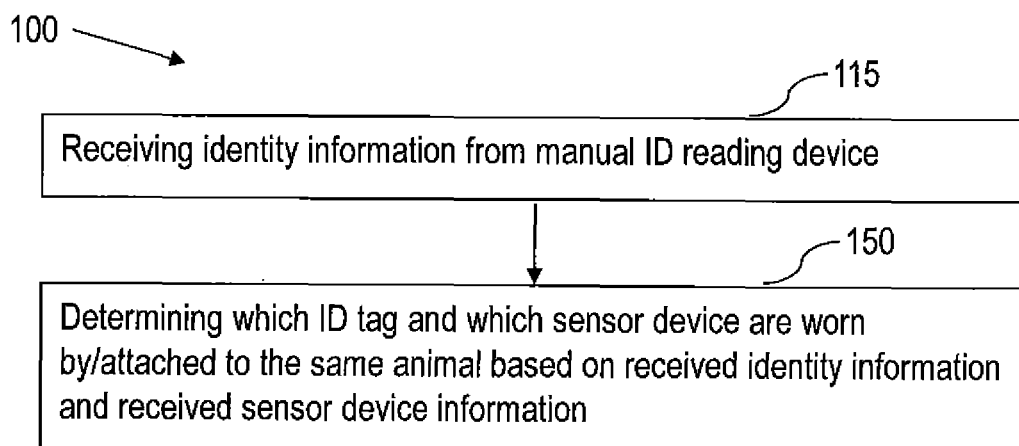 100
115
Receiving identity information from manual ID reading device
150
Determining which ID tag and which sensor device are worn
by/attached to the same animal based on received identity information
and received sensor device information